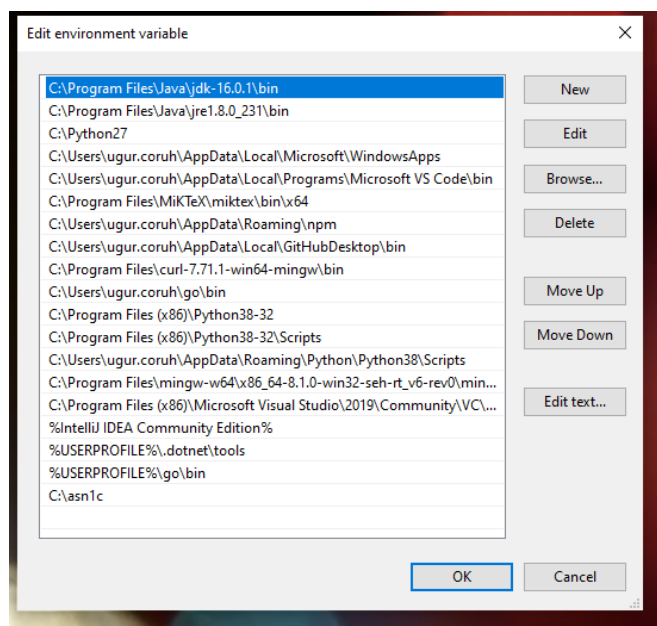 Edit environment variable
C:\Program Files\Java\jdk-16.0.1\bin
C:\Program Files\Java\jre1.8.0_231\bin
C:\Python27
C:\Users\ugur.coruh\AppData\Local\Microsoft\WindowsApps
C:\Users\ugur.coruh\AppData\Local\Programs\Microsoft VS Code\bin
C:\Program Files\MiKTeX\miktex\bin\x64
C:\Users\ugur.coruh\AppData\Roaming\npm
C:\Users\ugur.coruh\AppData\Local\GitHubDesktop\bin
C:\Program Files\curl-7.71.1-win64-mingw\bin
C:\Users\ugur.coruh\go\bin
C:\Program Files (x86)\Python38-32
C:\Program Files (x86)\Python38-32\Scripts
C:\Users\ugur.coruh\AppData\Roaming\Python\Python38\Scripts
C:\Program Files\mingw-w64\x86_64-8.1.0-win32-seh-rt_v6-rev0\min...
C:\Program Files (x86)\Microsoft Visual Studio\2019\Community\VC\...
%IntelliJ IDEA Community Edition%
%USERPROFILE%\.dotnet\tools
%USERPROFILE%\go\bin
C:\asn1c
New
Edit
Browse...
Delete
Move Up
Move Down
Edit text...
OK
Cancel